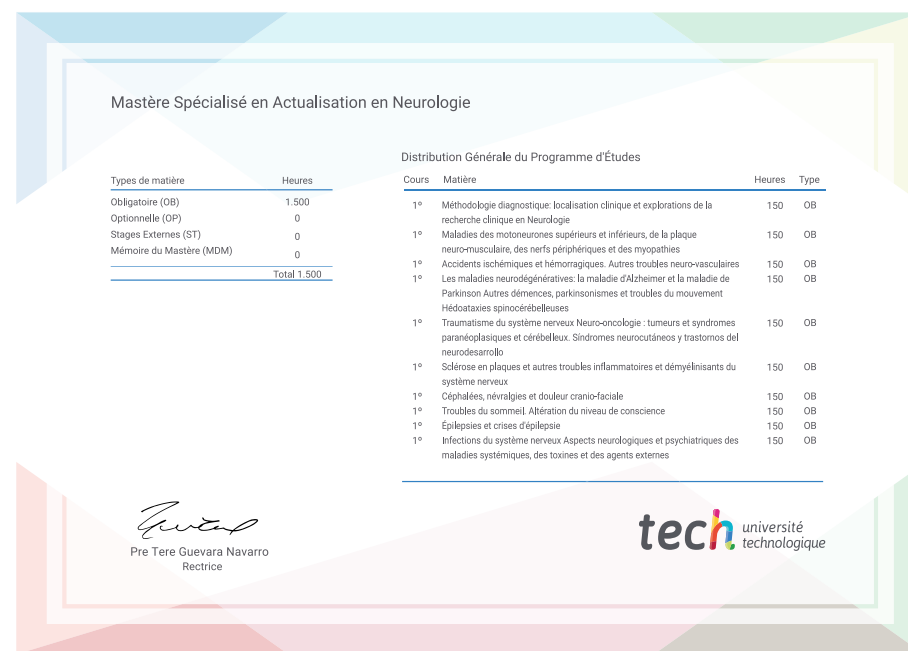 Mastère Spécialisé en Actualisation en Neurologie
Types de matière Heures
Obligatoire (OB) 1.500
Optionnelle (OP) 0
Stages Externes (ST) 0
Mémoire du Mastère (MDM) 0
Total 1.500
Distribution Générale du Programme d'Études
Cours Matière Heures Type
1º Méthodologie diagnostique: localisation clinique et explorations de la 150 OB
recherche clinique en Neurologie
1º Maladies des motoneurones supérieurs et inférieurs, de la plaque 150 OB
neuro-musculaire, des nerfs périphériques et des myopathies
1º Accidents ischémiques et hémorragiques. Autres troubles neuro-vasculaires 150 OB
1º Les maladies neurodégénératives: la maladie d'Alzheimer et la maladie de 150 OB
Parkinson Autres démences, parkinsonismes et troubles du mouvement
Hédoataxies spinocérébelleuses
1º Traumatisme du système nerveux Neuro-oncologie : tumeurs et syndromes 150 OB
paranéoplasiques et cérébelleux. Síndromes neurocutáneos y trastornos del
neurodesarrollo
1º Sclérose en plaques et autres troubles inflammatoires et démyélinisants du 150 OB
système nerveux
1º Céphalées, névralgies et douleur cranio-faciale 150 OB
1º Troubles du sommeil. Altération du niveau de conscience 150 OB
1º Épilepsies et crises d'épilepsie 150 OB
1º Infections du système nerveux Aspects neurologiques et psychiatriques des 150 OB
maladies systémiques, des toxines et des agents externes
Pre Tere Guevara Navarro
Rectrice
tech université
technologique